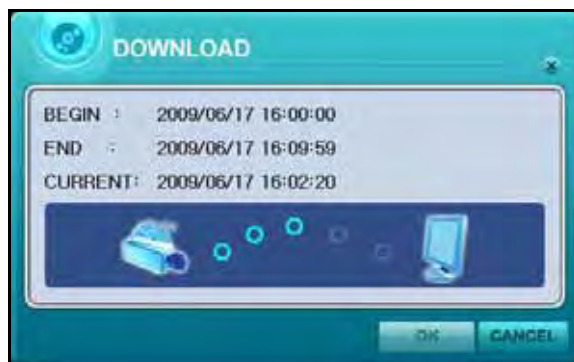 DOWNLOAD
BEGIN : 2009/06/17 16:00:00
END : 2009/06/17 16:09:59
CURRENT: 2009/06/17 16:02:20
OK CANCEL